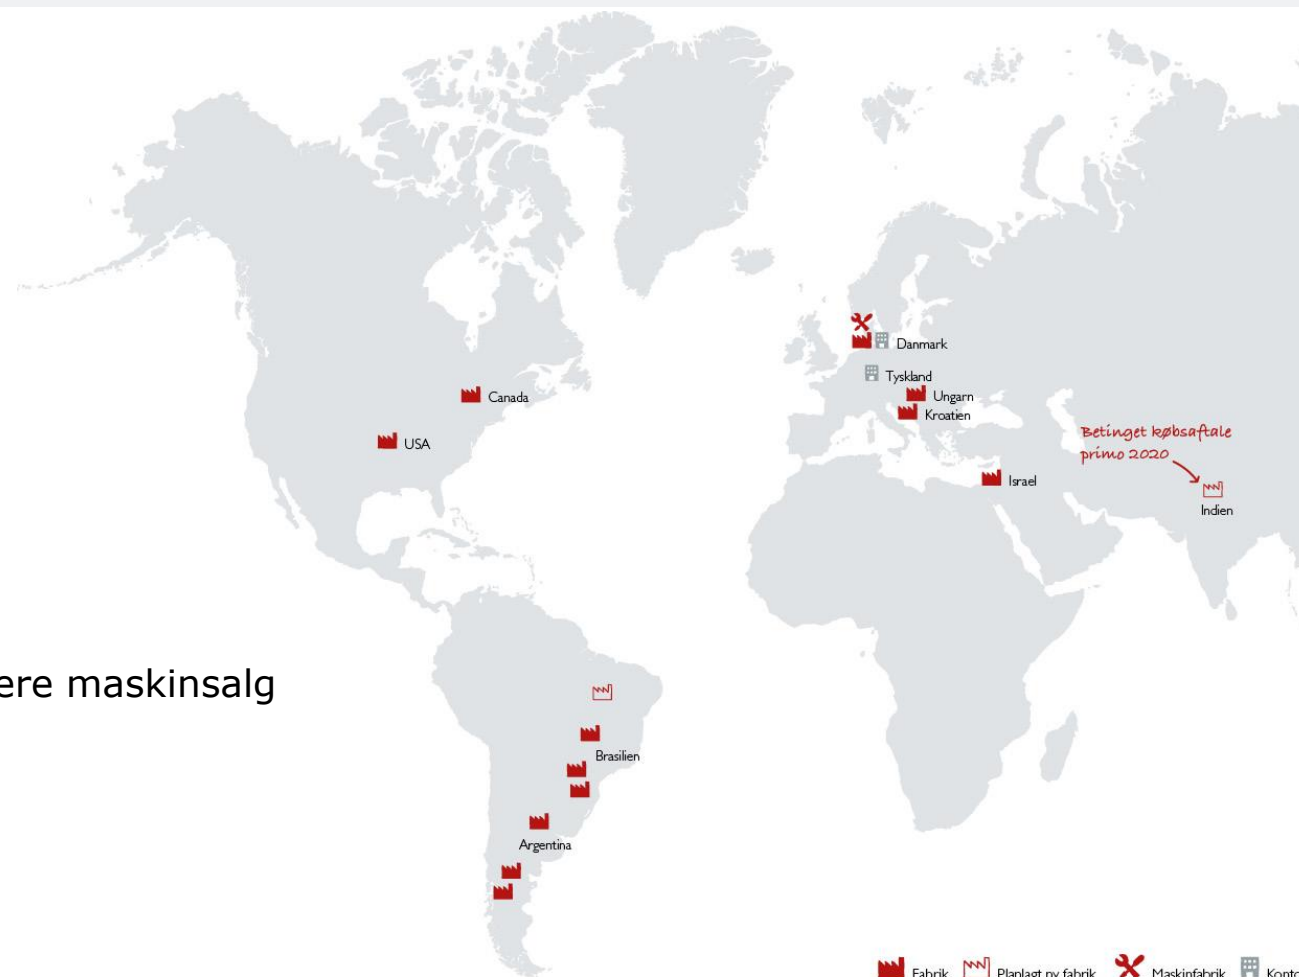 Danmark
Tyskland
Ungarn
Kroatien
Canada
USA
Betinget købsaftale
primo 2020
Israel
Indien
maskinsalg
Brasilien
Argentina
Fabrik
Planlagt ny fabrik
Maskinfabrik